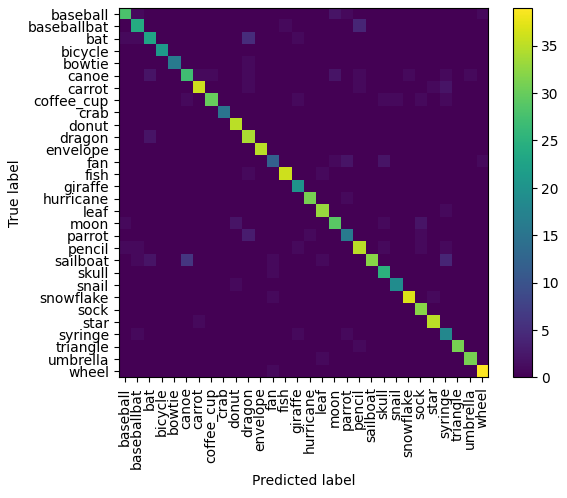 True label
baseball
baseballbat
bat
bicycle
bowtie
canoe
carrot
coffee_cup
crab
donut
dragon
envelope
fan
fish
giraffe
hurricane
leaf
moon
parrot
pencil
sailboat
skull
snail
snowflake
sock
star
syringe
triangle
umbrella
wheel
baseball
baseballbat
bat
bicycle
bowtie
canoe
carrot
coffee_cup
crab
donut
dragon
envelope
fan
fish
giraffe
hurricane
leaf
moon
parrot
pencil
sailboat
skull
snail
snowflake
sock
star
syringe
triangle
umbrella
wheel
Predicted label
35
30
25
20
15
10
5
0